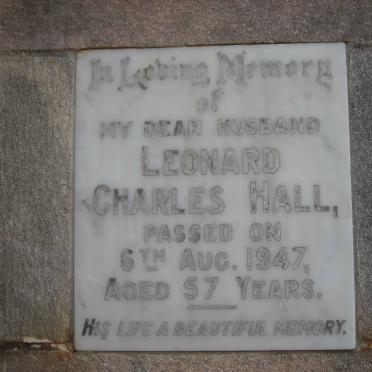 In Loving Memory
of
MY DEAR HUSBAND
LEONARD
CHARLES HALL,
PASSED ON
6TH AUG. 1947,
AGED 57 YEARS.
HIS LIFE A BEAUTIFUL MEMORY.